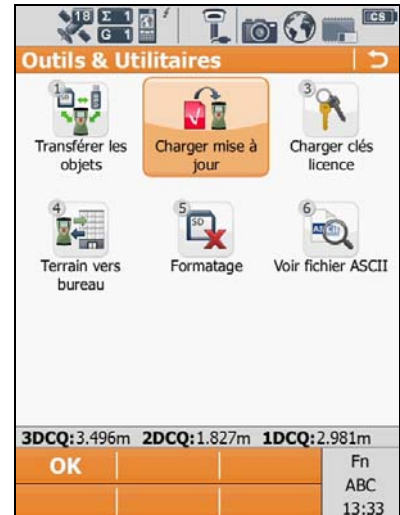 18 Σ 1 G 1 CS
Outils & Utilitaires
1 3
Transférer les objets
Charger mise à jour
Charger clés licence
4 5 6
SD
Terrain vers bureau
Formatage
Voir fichier ASCII
3DCQ:3.496m 2DCQ:1.827m 1DCQ:2.981m
OK
Fn
ABC
13:33